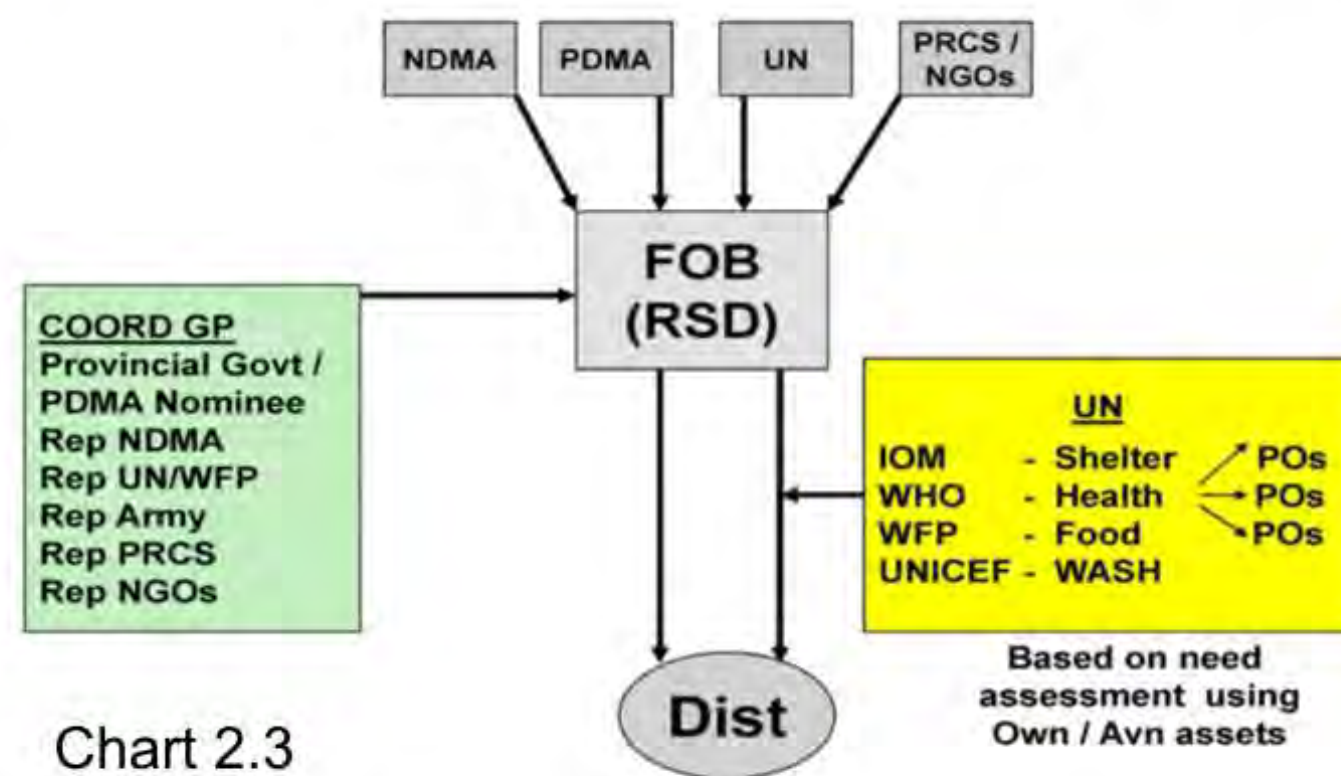 NDMA
PDMA
UN
PRCS /
NGOs
FOB
(RSD)
COORD GP
Provincial Govt /
PDMA Nominee
Rep NDMA
Rep UN/WFP
Rep Army
Rep PRCS
Rep NGOs
UN
IOM - Shelter POs
WHO - Health POs
WFP - Food POs
UNICEF - WASH
Based on need
assessment using
Own / Avn assets
Dist
Chart 2.3